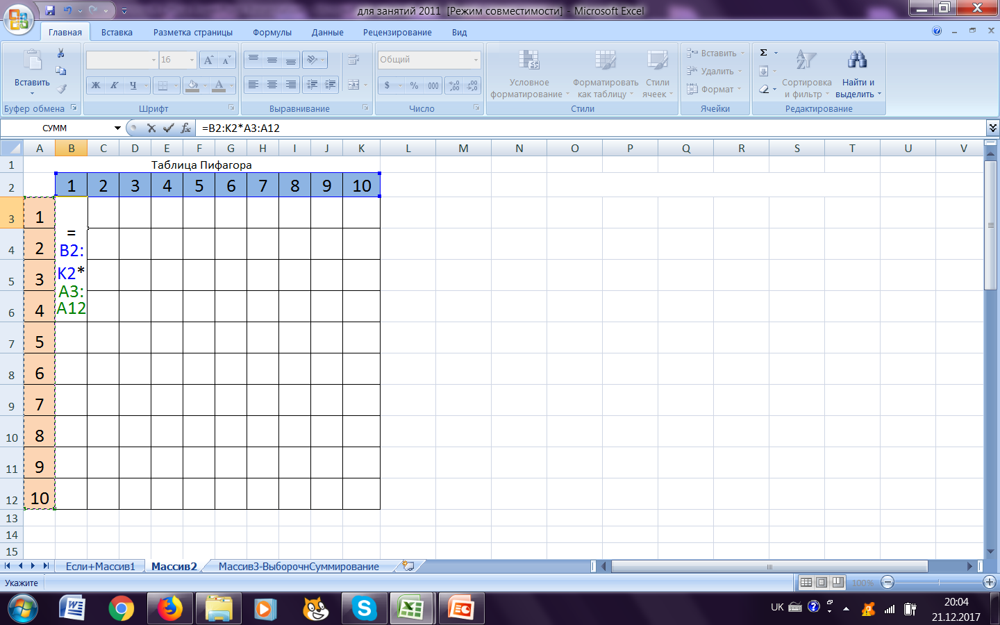 для занятий 2011 [Режим совместимости] - Microsoft Excel
Главная Вставка Разметка страницы Формулы Данные Рецензирование Вид
Вставить
Буфер обмена
16
Ж К Ч
Шрифт
Выравнивание
Общий
$ % 000
Число
Условное форматирование
Форматировать как таблицу
Стили ячеек
Стили
Вставить
Удалить
Формат
Ячейки
Σ
Сортировка и фильтр
Найти и выделить
Редактирование
СУММ fx =B2:K2*A3:A12
A B C D E F G H I J K L M N O P Q R S T U V
1 Таблица Пифагора
2 1 2 3 4 5 6 7 8 9 10
3 1
4 2
5 3
6 4
=
B2:
K2*
A3:
A12
7 5
8 6
9 7
10 8
11 9
12 10
13
14
15
Если+Массив1 Массив2 Массив3-ВыборочнСуммирование
Укажите 100%
UK 20:04
21.12.2017